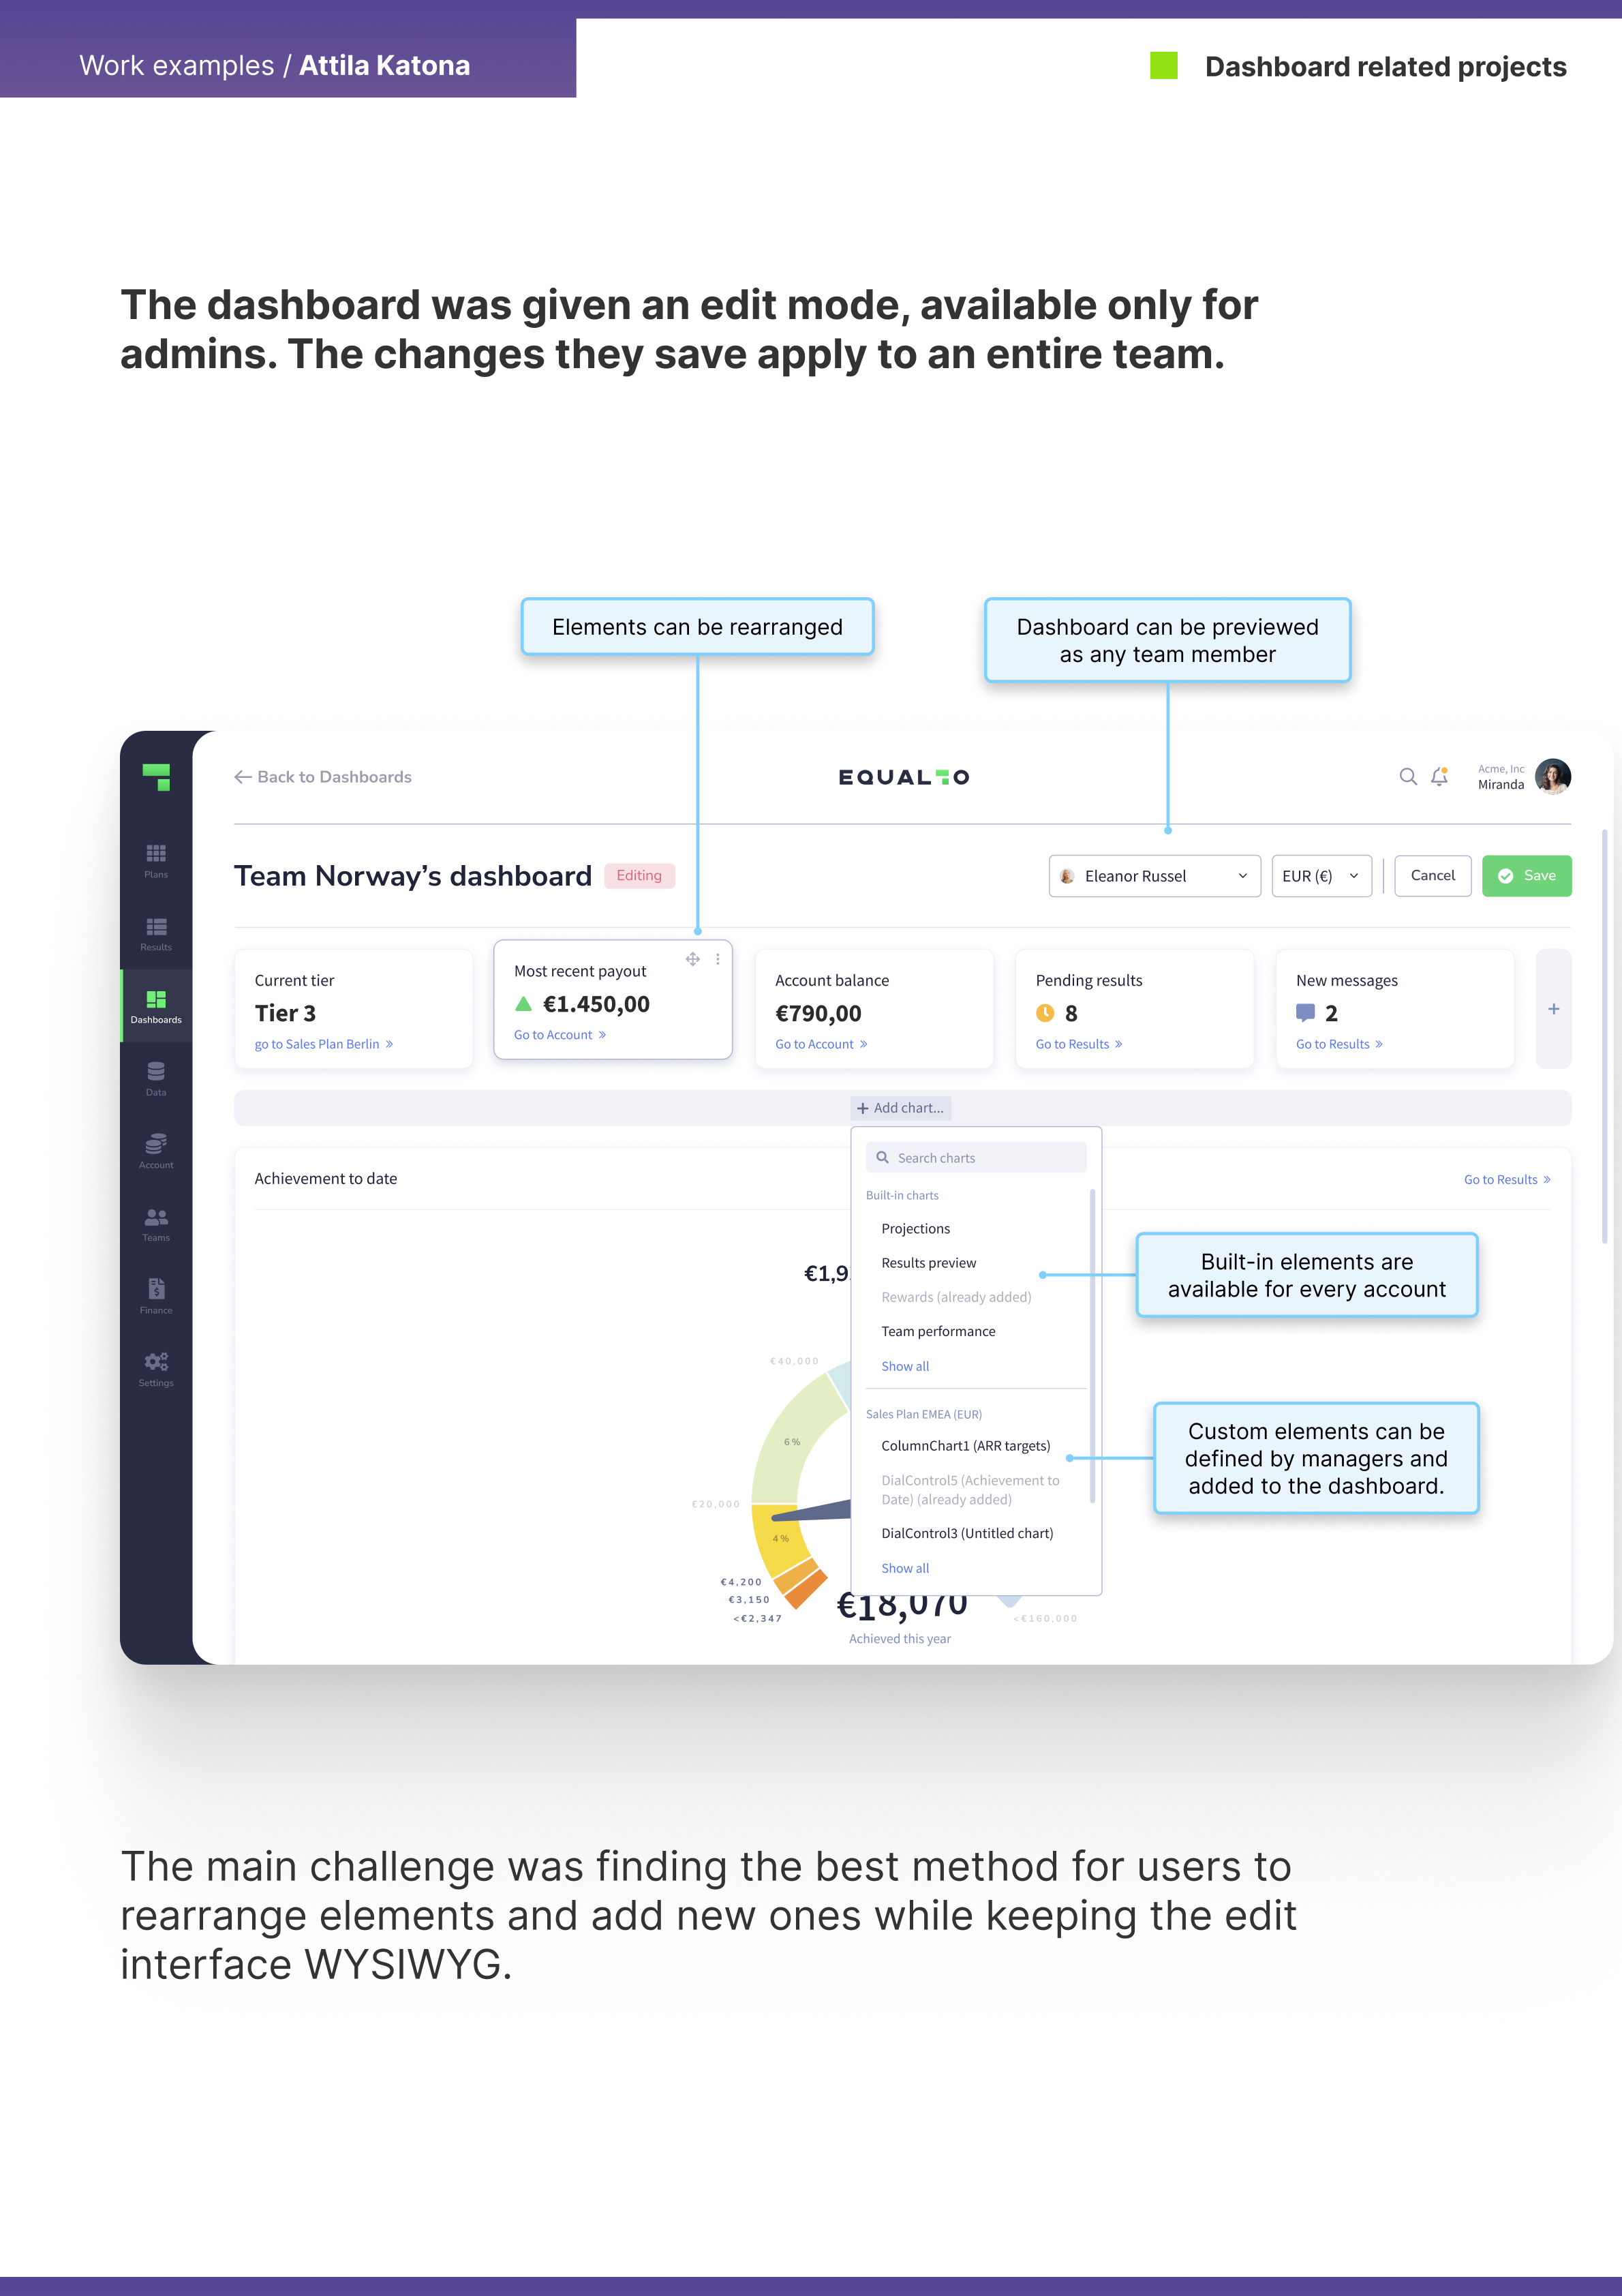 Work examples / Attila Katona
Dashboard related projects
The dashboard was given an edit mode, available only for
admins. The changes they save apply to an entire team.
Elements can be rearranged
Dashboard can be previewed
as any team member
Back to Dashboards
EQUALTO
Acme, Inc
Miranda
Plans
Results
Dashboards
Data
Account
Teams
Finance
Settings
Team Norway’s dashboard
Editing
Eleanor Russel
EUR (€)
Cancel
Save
Current tier
Tier 3
go to Sales Plan Berlin »
Most recent payout
€1.450,00
Go to Account »
Account balance
€790,00
Go to Account »
Pending results
8
Go to Results »
New messages
2
Go to Results »
+
+ Add chart...
Search charts
Built-in charts
Projections
Results preview
Rewards (already added)
Team performance
Show all
Sales Plan EMEA (EUR)
ColumnChart1 (ARR targets)
DialControl5 (Achievement to
Date) (already added)
DialControl3 (Untitled chart)
Show all
Achievement to date
Go to Results »
€1,9
€40,000
6%
€20,000
4%
€4,200
€3,150
<€2,347
€18,070
Achieved this year
<€160,000
Built-in elements are
available for every account
Custom elements can be
defined by managers and
added to the dashboard.
The main challenge was finding the best method for users to
rearrange elements and add new ones while keeping the edit
interface WYSIWYG.